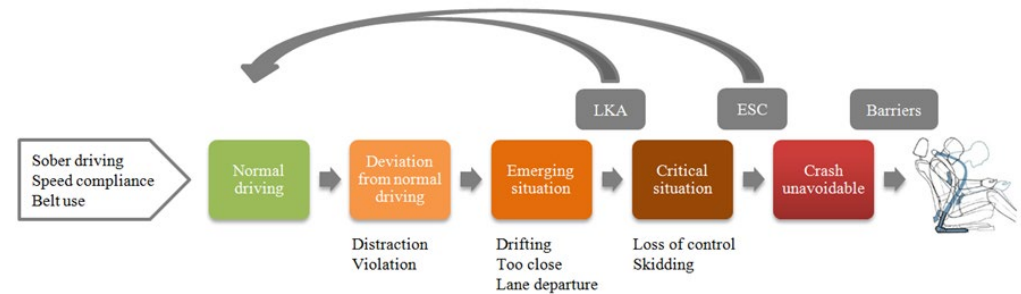 LKA
ESC
Barriers
Sober driving
Speed compliance
Belt use
Normal
driving
Deviation
from normal
driving
Emerging
situation
Critical
situation
Crash
unavoidable
Distraction
Violation
Drifting
Too close
Lane departure
Loss of control
Skidding